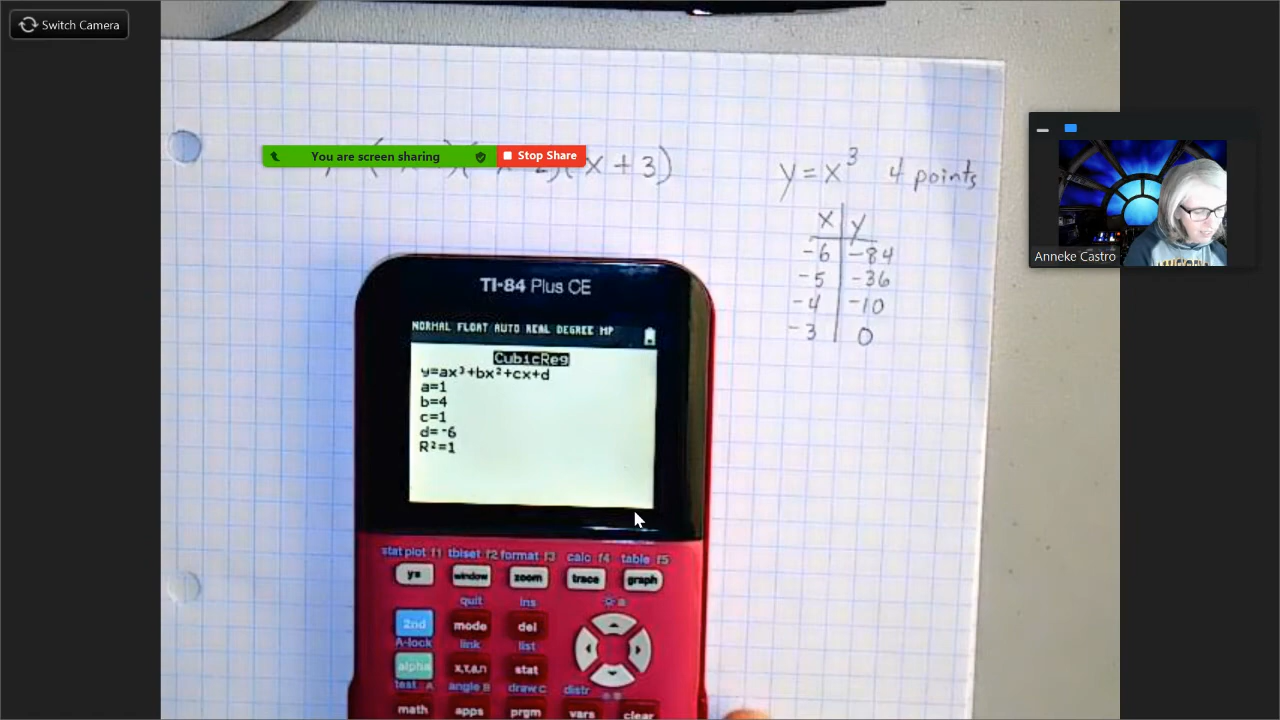 Switch Camera
You are screen sharing
Stop Share
x + 3)
y = x³ 4 points
x y
-6 -84
-5 -36
-4 -10
-3 0
Anneke Castro
TI-84 Plus CE
NORMAL FLOAT AUTO REAL DEGREE MP
CubicReg
y=ax³+bx²+cx+d
a=1
b=4
c=1
d=-6
R²=1
stat plot f1 tblset f2 format f3 calc f4 table f5
y= window zoom trace graph
quit ins
2nd mode del
A-lock link list
alpha X,T,θ,n stat
test A angle B draw C distr
math apps prgm vars clear